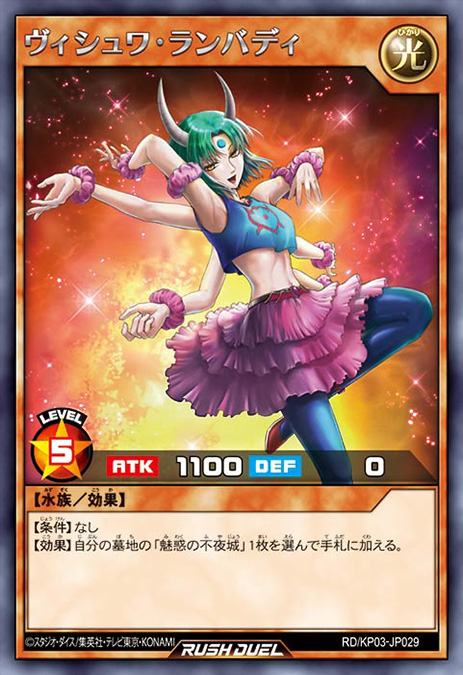 ヴィシュワ・ランバディ
ひかり
光
LEVEL
5
ATK 1100 DEF 0
【水族/効果】
【条件】なし
【効果】自分の墓地の「魅惑の不夜城」1枚を選んで手札に加える。
©スタジオ・ダイス/集英社・テレビ東京・KONAMI
RUSH DUEL
RD/KP03-JP029